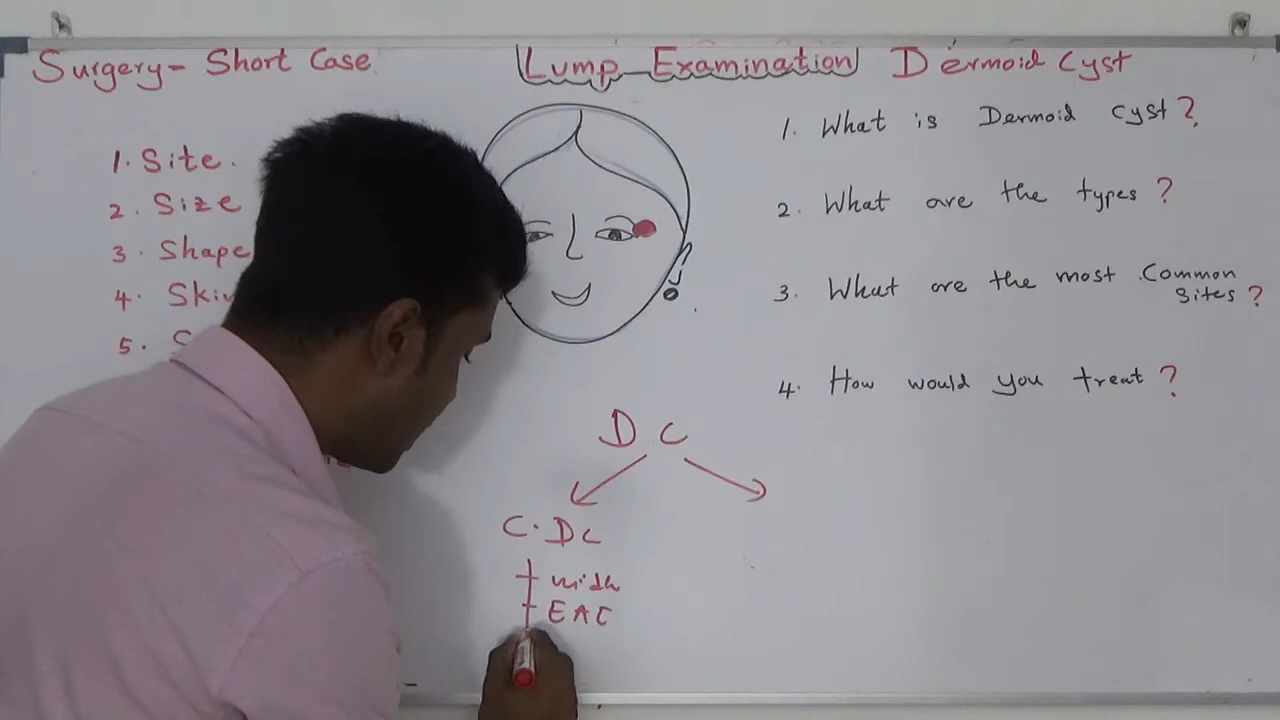 Surgery - Short Case
Lump Examination Dermoid Cyst
1. Site.
2. Size
3. Shape
4. Skin
5. S
1. What is Dermoid cyst?
2. What are the types?
3. What are the most Common
Sites?
4. How would you treat?
D C
C. DC
EAC